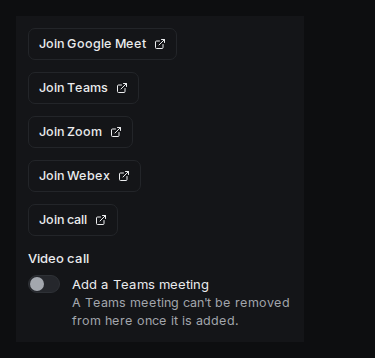 Join Google Meet
Join Teams
Join Zoom
Join Webex
Join call
Video call
Add a Teams meeting
A Teams meeting can't be removed
from here once it is added.